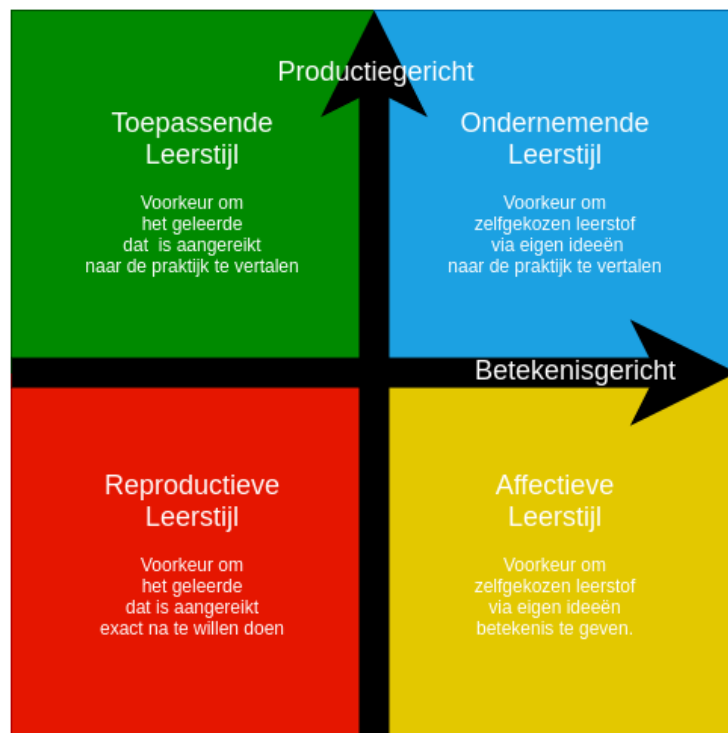 Productiegericht
Toepassende
Leerstijl
Voorkeur om
het geleerde
dat  is aangereikt
naar de praktijk te vertalen
Ondernemende
Leerstijl
Voorkeur om
zelfgekozen leerstof
via eigen ideeën
naar de praktijk te vertalen
Betekenisgericht
Reproductieve
Leerstijl
Voorkeur om
het geleerde
dat is aangereikt
exact na te willen doen
Affectieve
Leerstijl
Voorkeur om
zelfgekozen leerstof
via eigen ideeën
betekenis te geven.